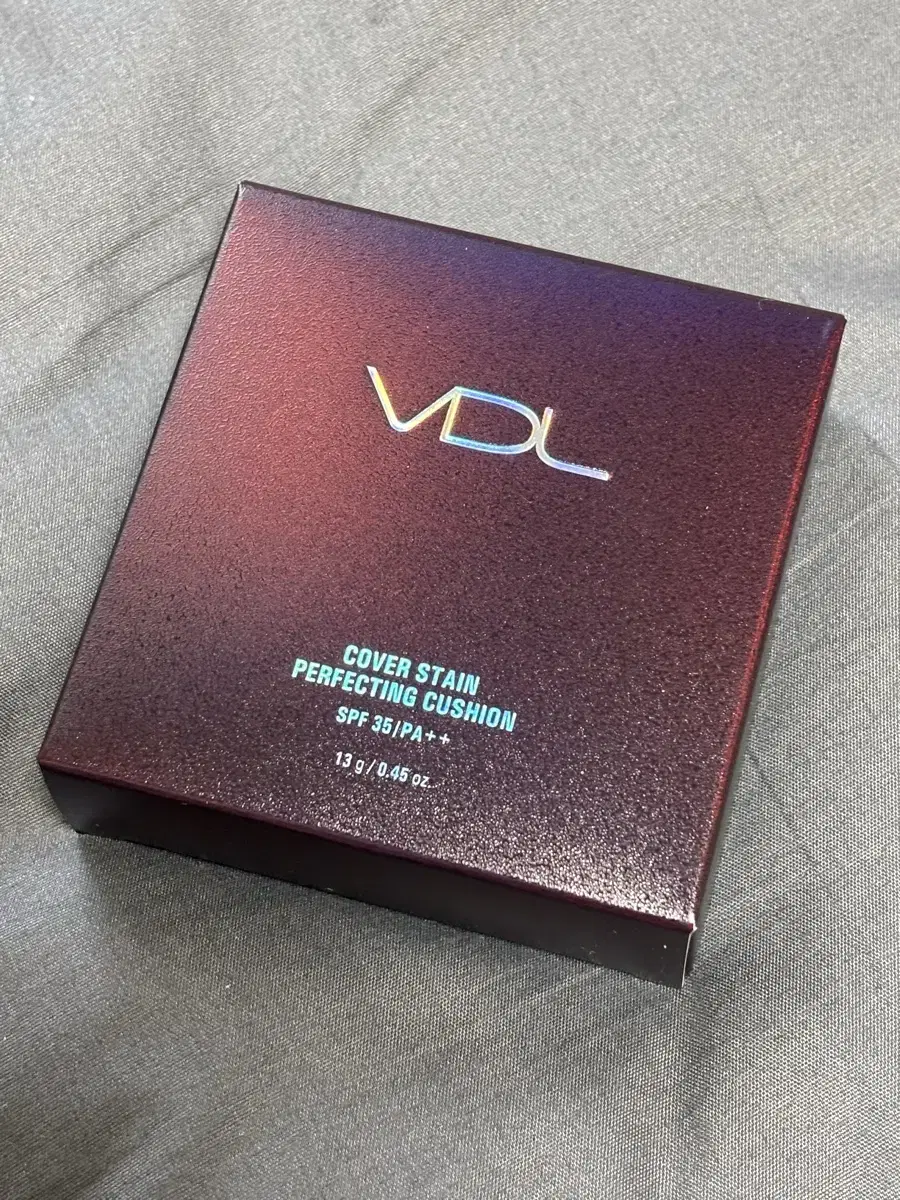 VDL
COVER STAIN
PERFECTING CUSHION
SPF 35/PA++
13 g / 0.45 oz.